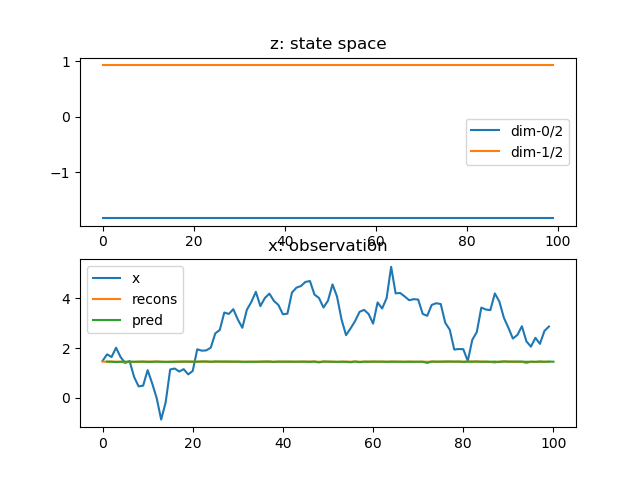 z: state space
1
0
−1
dim-0/2
dim-1/2
0 20 40 60 80 100
x: observation
4
2
0
x
recons
pred
0 20 40 60 80 100